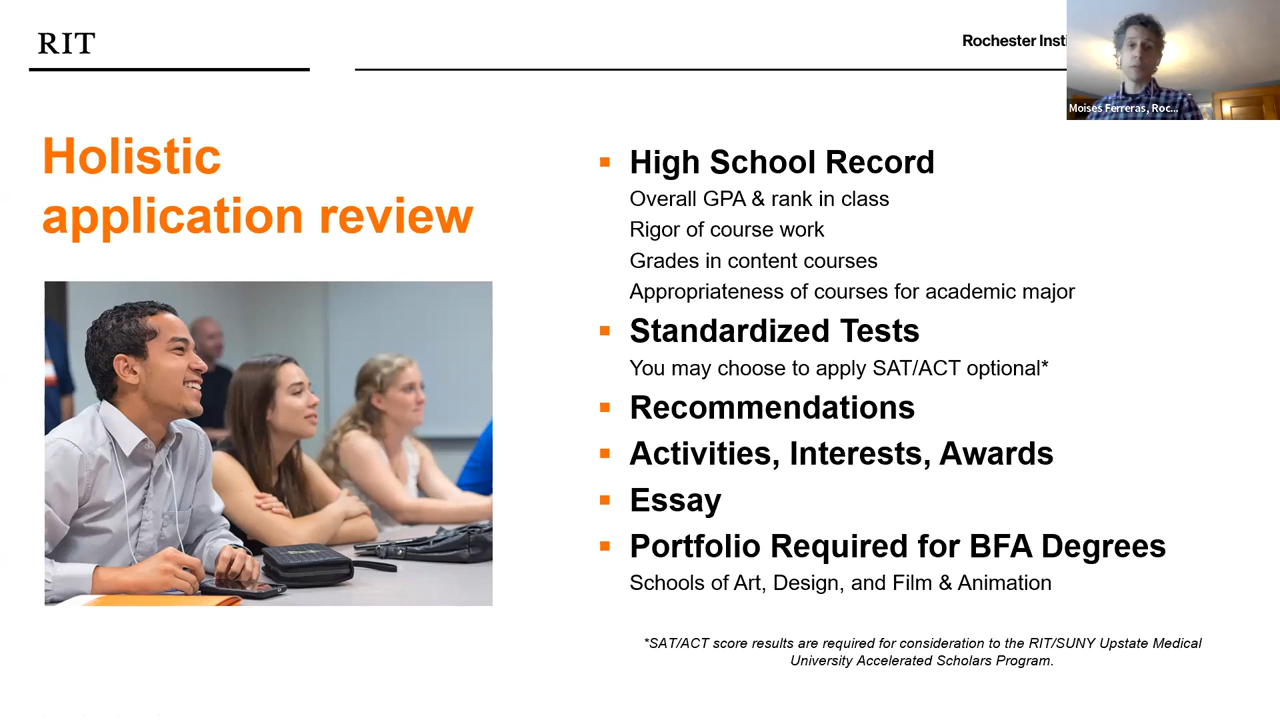 RIT
Rochester Insti
Moises Ferreras, Roc...
Holistic
application review
High School Record
Overall GPA & rank in class
Rigor of course work
Grades in content courses
Appropriateness of courses for academic major
Standardized Tests
You may choose to apply SAT/ACT optional*
Recommendations
Activities, Interests, Awards
Essay
Portfolio Required for BFA Degrees
Schools of Art, Design, and Film & Animation
*SAT/ACT score results are required for consideration to the RIT/SUNY Upstate Medical
University Accelerated Scholars Program.